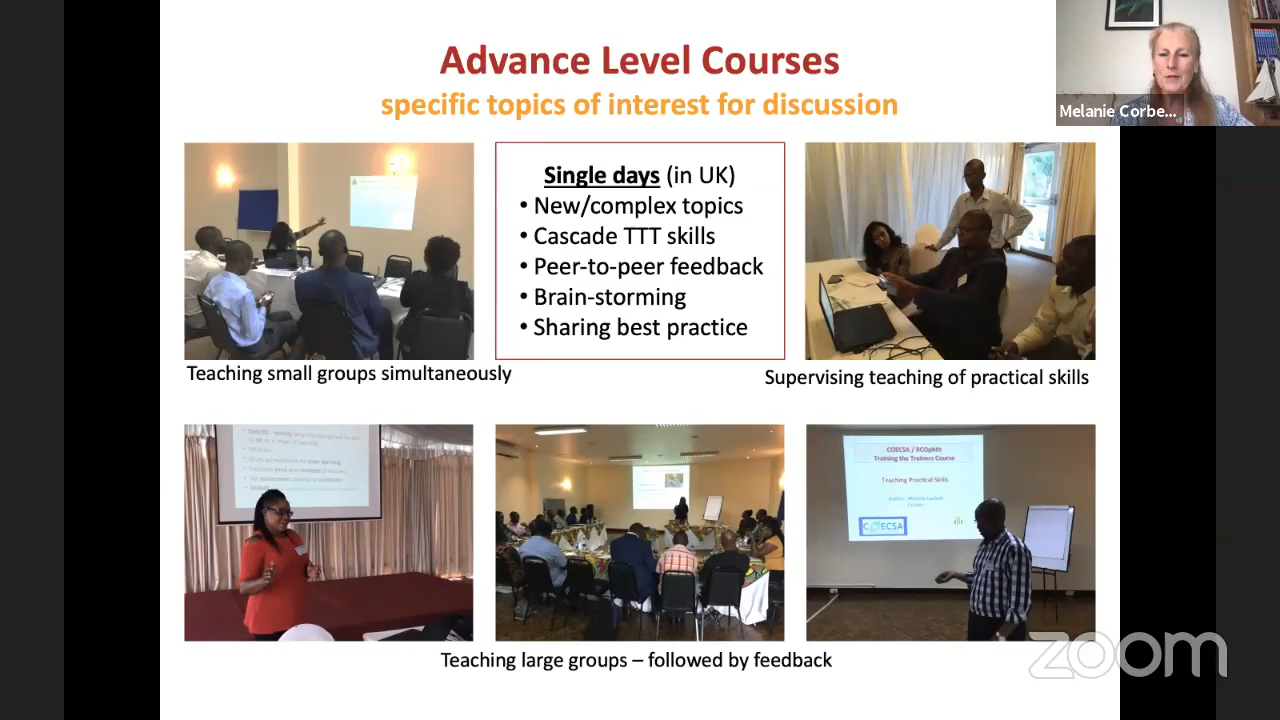 Advance Level Courses
specific topics of interest for discussion
Melanie Corbe...
Single days (in UK)
• New/complex topics
• Cascade TTT skills
• Peer-to-peer feedback
• Brain-storming
• Sharing best practice
Teaching small groups simultaneously
Supervising teaching of practical skills
COECSA / RCOphth
Training the Trainers Course
Teaching Practical Skills
COECSA
Teaching large groups – followed by feedback
zoom